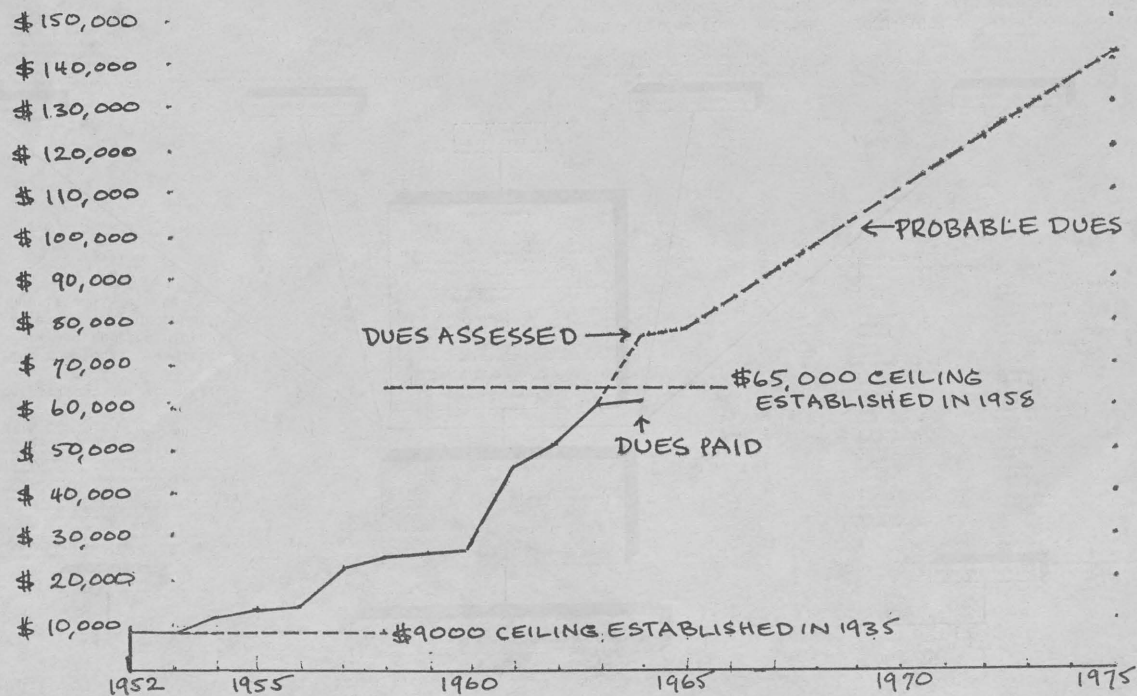 $ 150,000
$ 140,000
$ 130,000
$ 120,000
$ 110,000
$ 100,000
$ 90,000
$ 80,000
$ 70,000
$ 60,000
$ 50,000
$ 40,000
$ 30,000
$ 20,000
$ 10,000
←PROBABLE DUES
DUES ASSESSED →
$65,000 CEILING
ESTABLISHED IN 1958
↑
DUES PAID
$9000 CEILING ESTABLISHED IN 1935
1952 1955 1960 1965 1970 1975